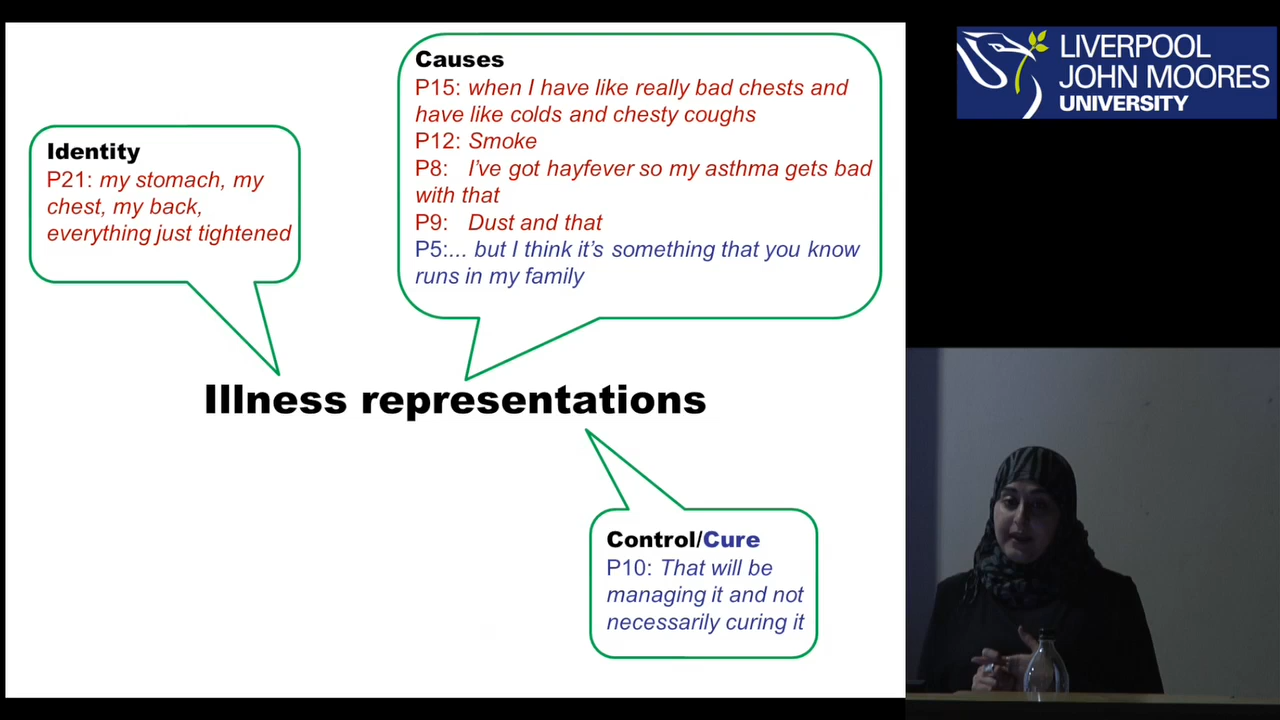 Causes
P15: when I have like really bad chests and
have like colds and chesty coughs
P12: Smoke
P8: I've got hayfever so my asthma gets bad
with that
P9: Dust and that
P5:... but I think it's something that you know
runs in my family
Identity
P21: my stomach, my
chest, my back,
everything just tightened
Illness representations
Control/Cure
P10: That will be
managing it and not
necessarily curing it
LIVERPOOL
JOHN MOORES
UNIVERSITY